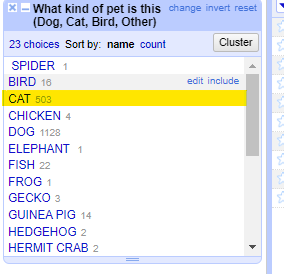 What kind of pet is this change invert reset
(Dog, Cat, Bird, Other)
23 choices Sort by: name count Cluster
SPIDER 1
BIRD 16 edit include
CAT 503
CHICKEN 4
DOG 1128
ELEPHANT 1
FISH 22
FROG 1
GECKO 3
GUINEA PIG 14
HEDGEHOG 2
HERMIT CRAB 2